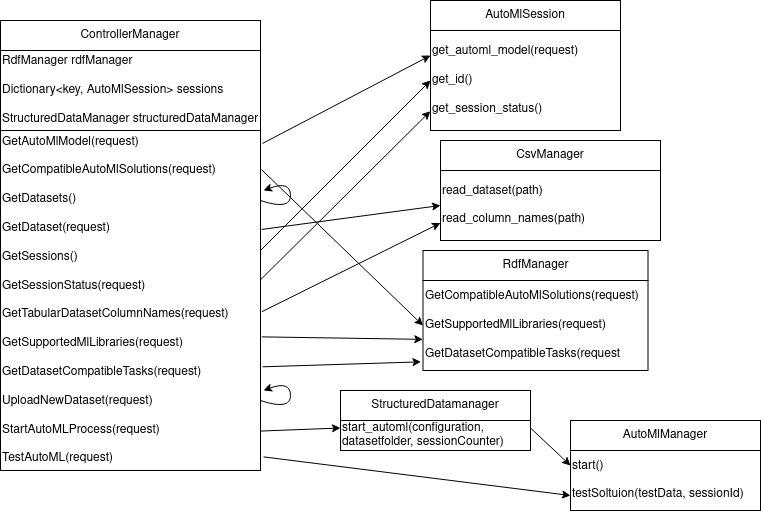 ControllerManager
RdfManager rdfManager
Dictionary<key, AutoMlSession> sessions
StructuredDataManager structuredDataManager
GetAutoMlModel(request)
GetCompatibleAutoMlSolutions(request)
GetDatasets()
GetDataset(request)
GetSessions()
GetSessionStatus(request)
GetTabularDatasetColumnNames(request)
GetSupportedMlLibraries(request)
GetDatasetCompatibleTasks(request)
UploadNewDataset(request)
StartAutoMLProcess(request)
TestAutoML(request)
AutoMlSession
get_automl_model(request)
get_id()
get_session_status()
CsvManager
read_dataset(path)
read_column_names(path)
RdfManager
GetCompatibleAutoMlSolutions(request)
GetSupportedMlLibraries(request)
GetDatasetCompatibleTasks(request
StructuredDatamanager
start_automl(configuration,
datasetfolder, sessionCounter)
AutoMlManager
start()
testSoltuion(testData, sessionId)